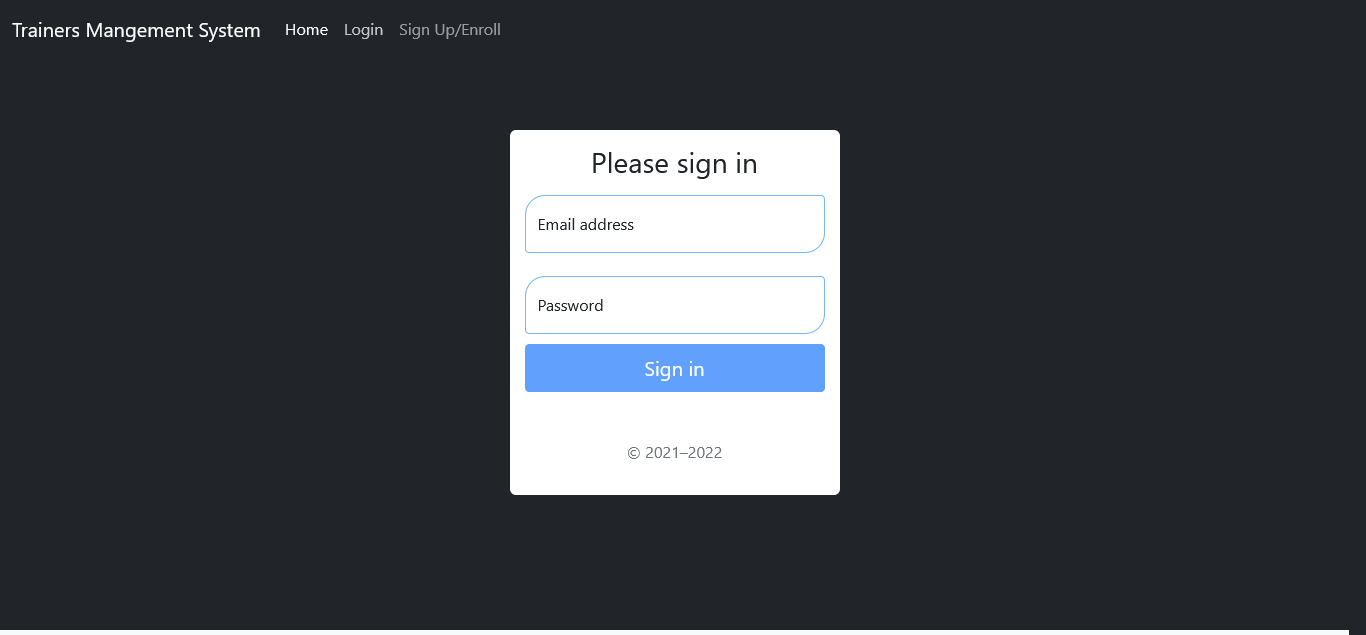 Trainers Mangement System Home Login Sign Up/Enroll
Please sign in
Email address
Password
Sign in
© 2021–2022